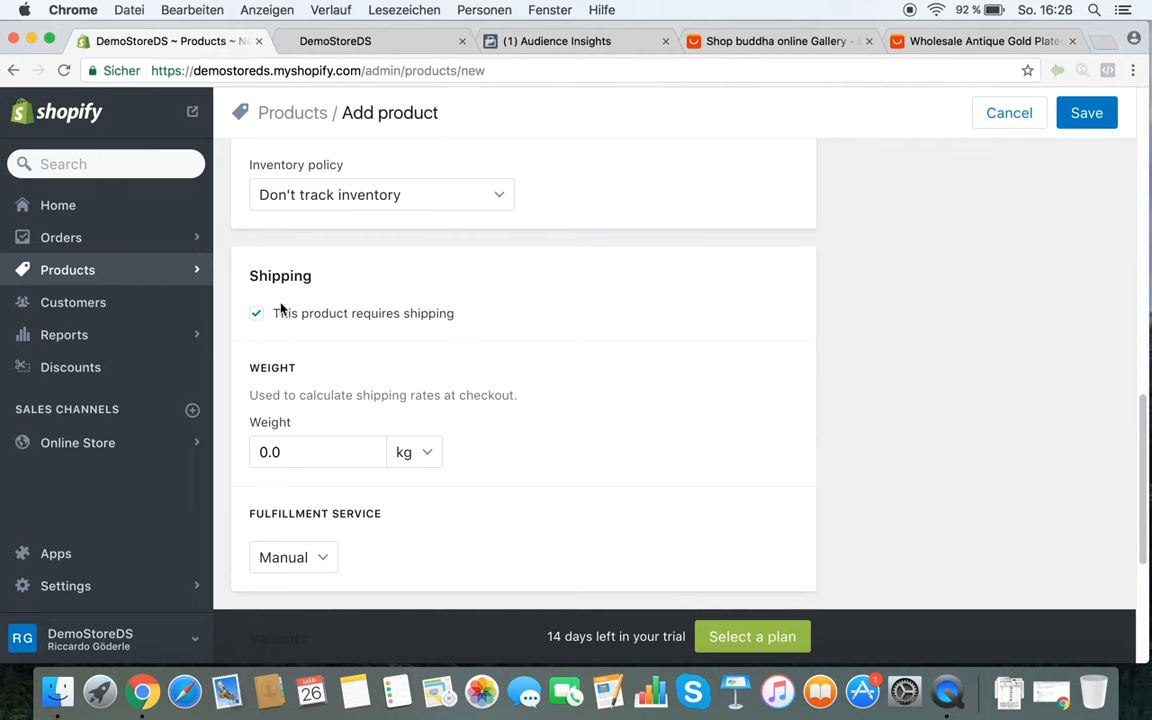 Chrome Datei Bearbeiten Anzeigen Verlauf Lesezeichen Personen Fenster Hilfe 92 % So. 16:26
DemoStoreDS ~ Products ~ N DemoStoreDS (1) Audience Insights Shop buddha online Gallery - Wholesale Antique Gold Plate
Sicher https://demostoreds.myshopify.com/admin/products/new
shopify
Products / Add product
Cancel
Save
Search
Home
Orders
Products
Customers
Reports
Discounts
SALES CHANNELS
Online Store
Apps
Settings
RG
DemoStoreDS
Riccardo Göderle
Inventory policy
Don't track inventory
Shipping
This product requires shipping
WEIGHT
Used to calculate shipping rates at checkout.
Weight
0.0 kg
FULFILLMENT SERVICE
Manual
Variants
14 days left in your trial
Select a plan
MAR
26
1